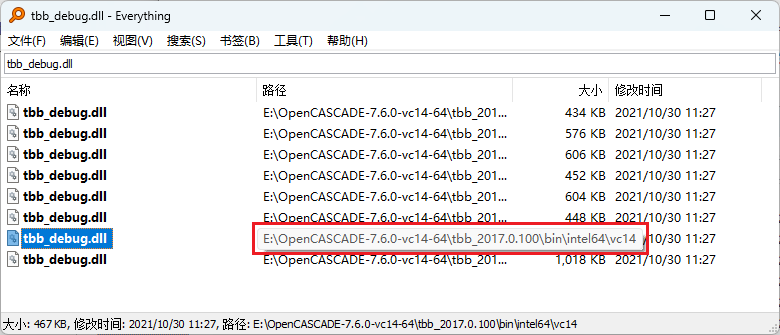 tbb_debug.dll - Everything
文件(F) 编辑(E) 视图(V) 搜索(S) 书签(B) 工具(T) 帮助(H)
tbb_debug.dll
名称 路径 大小 修改时间
tbb_debug.dll E:\OpenCASCADE-7.6.0-vc14-64\tbb_201... 434 KB 2021/10/30 11:27
tbb_debug.dll E:\OpenCASCADE-7.6.0-vc14-64\tbb_201... 576 KB 2021/10/30 11:27
tbb_debug.dll E:\OpenCASCADE-7.6.0-vc14-64\tbb_201... 606 KB 2021/10/30 11:27
tbb_debug.dll E:\OpenCASCADE-7.6.0-vc14-64\tbb_201... 452 KB 2021/10/30 11:27
tbb_debug.dll E:\OpenCASCADE-7.6.0-vc14-64\tbb_201... 604 KB 2021/10/30 11:27
tbb_debug.dll E:\OpenCASCADE-7.6.0-vc14-64\tbb_201... 448 KB 2021/10/30 11:27
tbb_debug.dll E:\OpenCASCADE-7.6.0-vc14-64\tbb_2017.0.100\bin\intel64\vc14 /10/30 11:27
tbb_debug.dll E:\OpenCASCADE-7.6.0-vc14-64\tbb_201... 1,018 KB 2021/10/30 11:27
大小: 467 KB, 修改时间: 2021/10/30 11:27, 路径: E:\OpenCASCADE-7.6.0-vc14-64\tbb_2017.0.100\bin\intel64\vc14